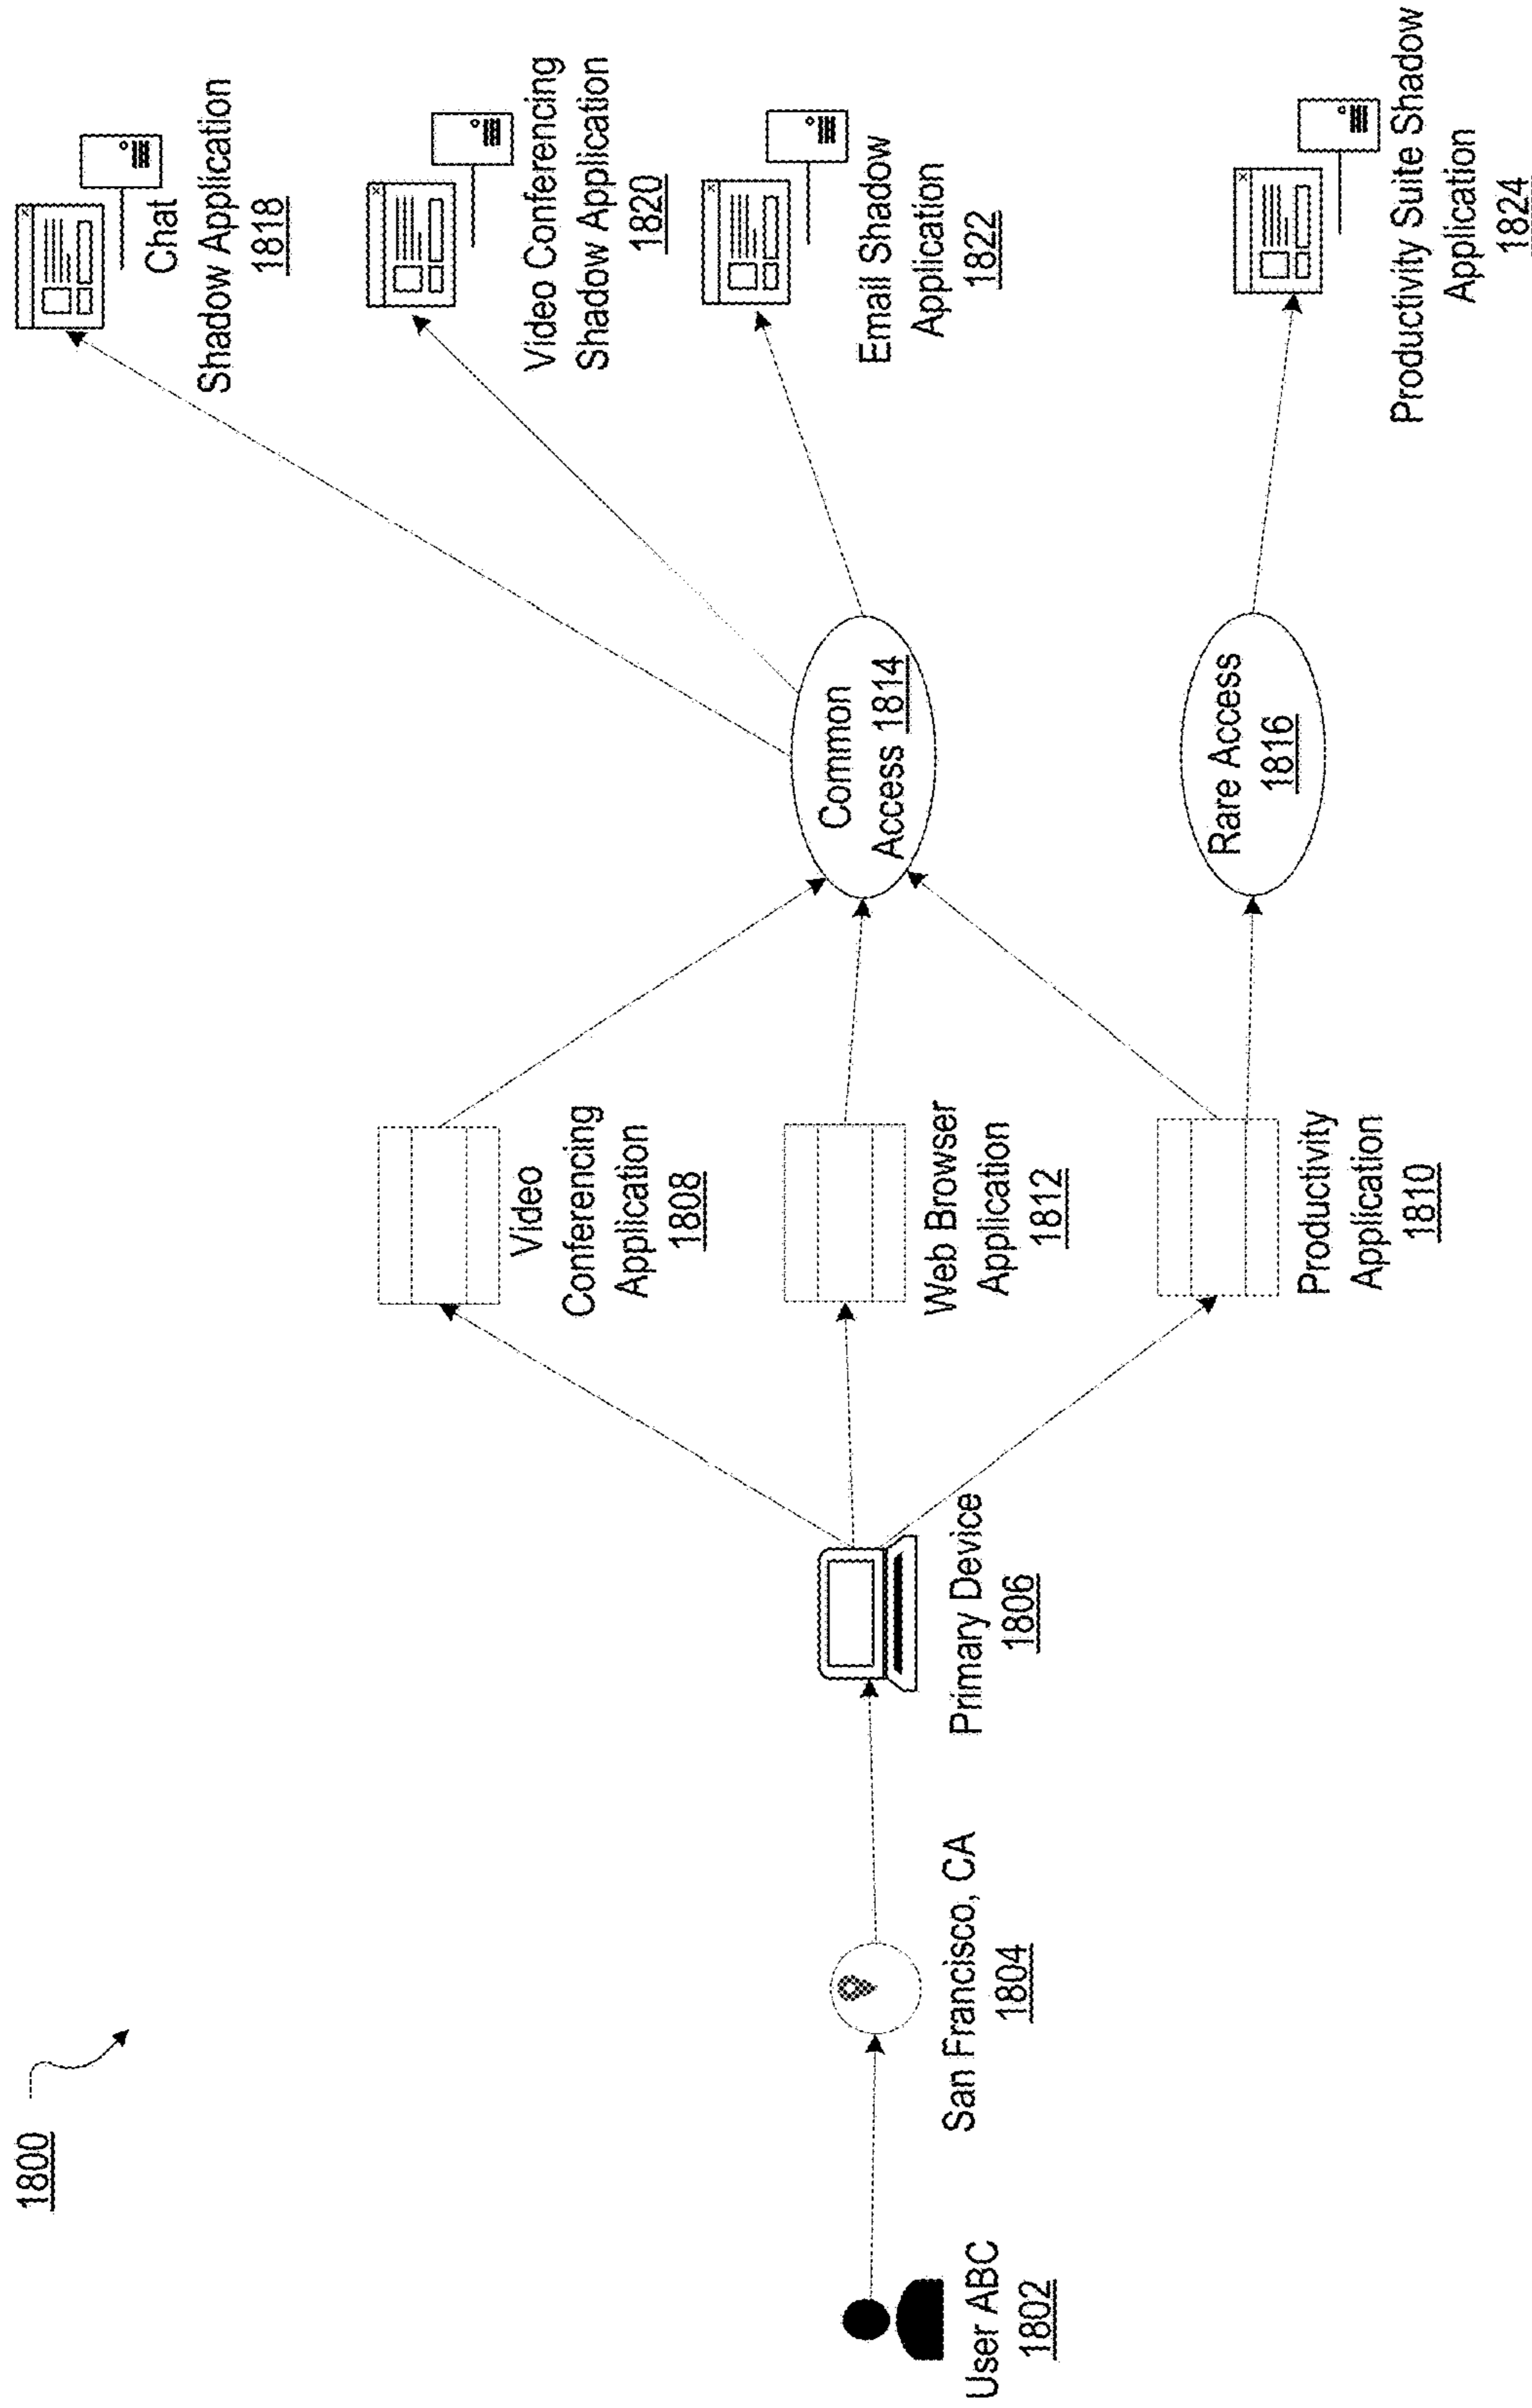 1800
User ABC
1802
San Francisco, CA
1804
Primary Device
1806
Video
Conferencing
Application
1808
Web Browser
Application
1812
Productivity
Application
1810
Common
Access 1814
Rare Access
1816
Chat
Shadow Application
1818
Video Conferencing
Shadow Application
1820
Email Shadow
Application
1822
Productivity Suite Shadow
Application
1824